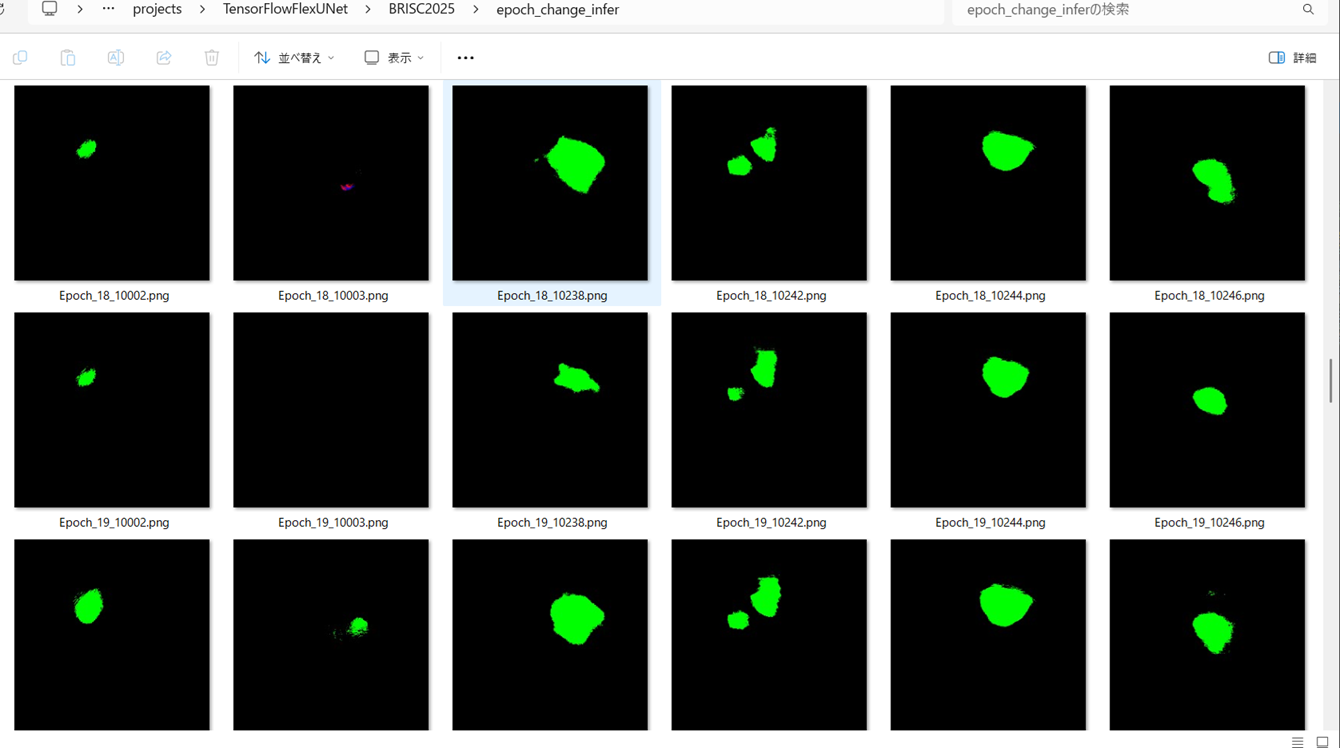 ··· projects > TensorFlowFlexUNet > BRISC2025 > epoch_change_infer
epoch_change_inferの検索
並べ替え
表示
詳細
Epoch_18_10002.png
Epoch_18_10003.png
Epoch_18_10238.png
Epoch_18_10242.png
Epoch_18_10244.png
Epoch_18_10246.png
Epoch_19_10002.png
Epoch_19_10003.png
Epoch_19_10238.png
Epoch_19_10242.png
Epoch_19_10244.png
Epoch_19_10246.png